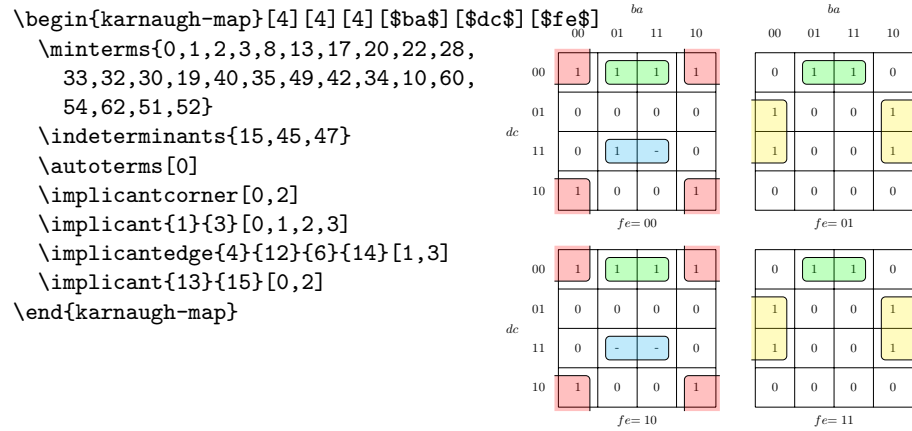 \begin{karnaugh-map}[4][4][4][$ba$][$dc$][$fe$]
\minterms{0,1,2,3,8,13,17,20,22,28,
33,32,30,19,40,35,49,42,34,10,60,
54,62,51,52}
\indeterminants{15,45,47}
\autoterms[0]
\implicantcorner[0,2]
\implicant{1}{3}[0,1,2,3]
\implicantedge{4}{12}{6}{14}[1,3]
\implicant{13}{15}[0,2]
\end{karnaugh-map}
ba
00 01 11 10
dc
00 1 1 1 1
01 0 0 0 0
11 0 1 - 0
10 1 0 0 1
fe = 00
ba
00 01 11 10
0 1 1 0
1 0 0 1
1 0 0 1
0 0 0 0
fe = 01
dc
00 1 1 1 1
01 0 0 0 0
11 0 - - 0
10 1 0 0 1
fe = 10
0 1 1 0
1 0 0 1
1 0 0 1
0 0 0 0
fe = 11